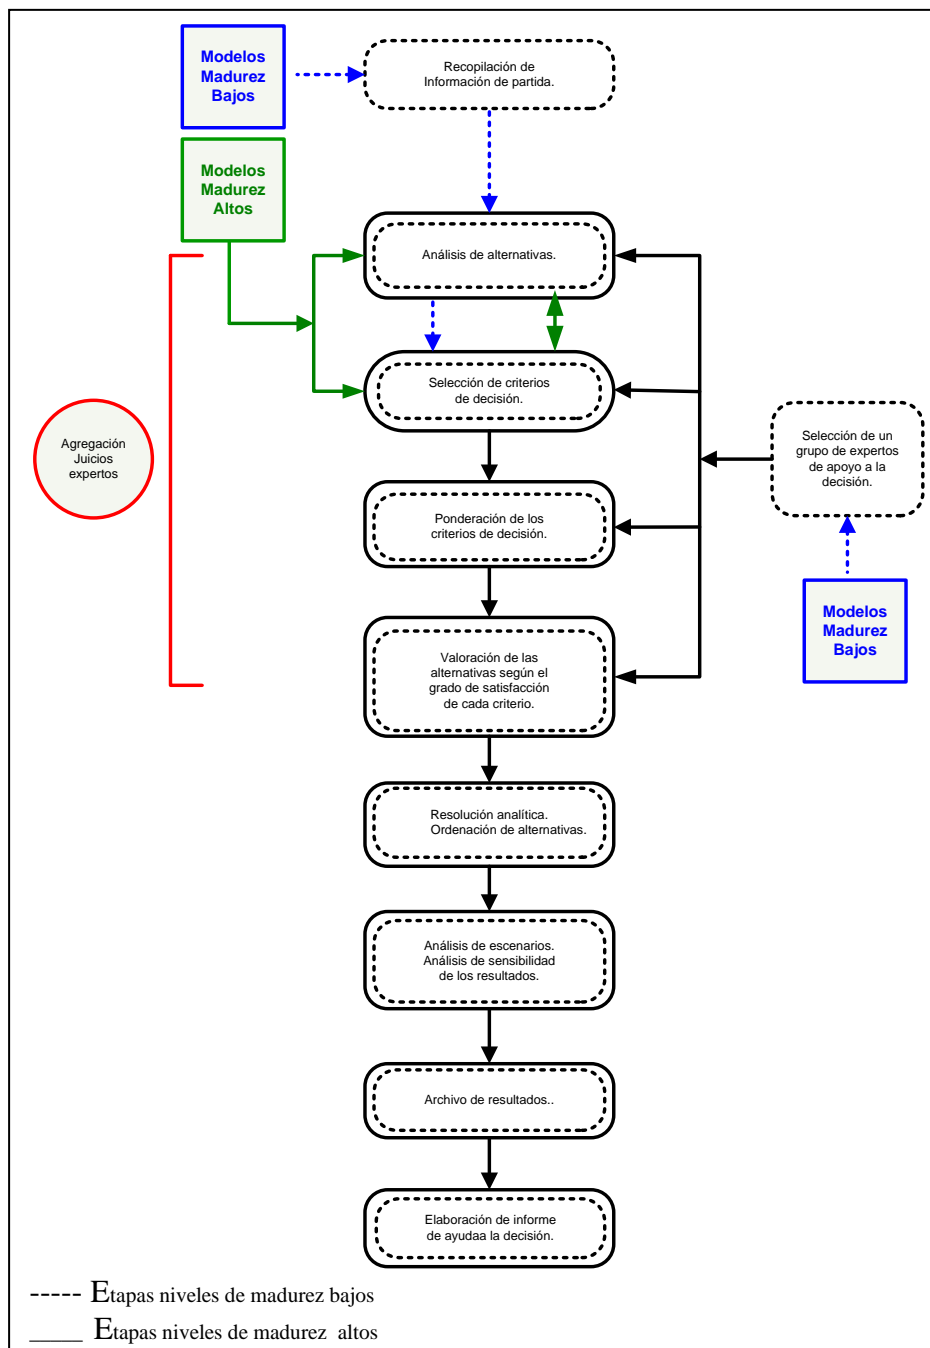 Modelos
Madurez
Bajos
Recopilación de
Información de partida.
Modelos
Madurez
Altos
Análisis de alternativas.
Selección de criterios
de decisión.
Agregación
Juicios
expertos
Selección de un
grupo de expertos
de apoyo a la
decisión.
Ponderación de los
criterios de decisión.
Modelos
Madurez
Bajos
Valoración de las
alternativas según el
grado de satisfacción
de cada criterio.
Resolución analítica.
Ordenación de alternativas.
Análisis de escenarios.
Análisis de sensibilidad
de los resultados.
Archivo de resultados..
Elaboración de informe
de ayudaa la decisión.
----- Etapas niveles de madurez bajos
____ Etapas niveles de madurez altos